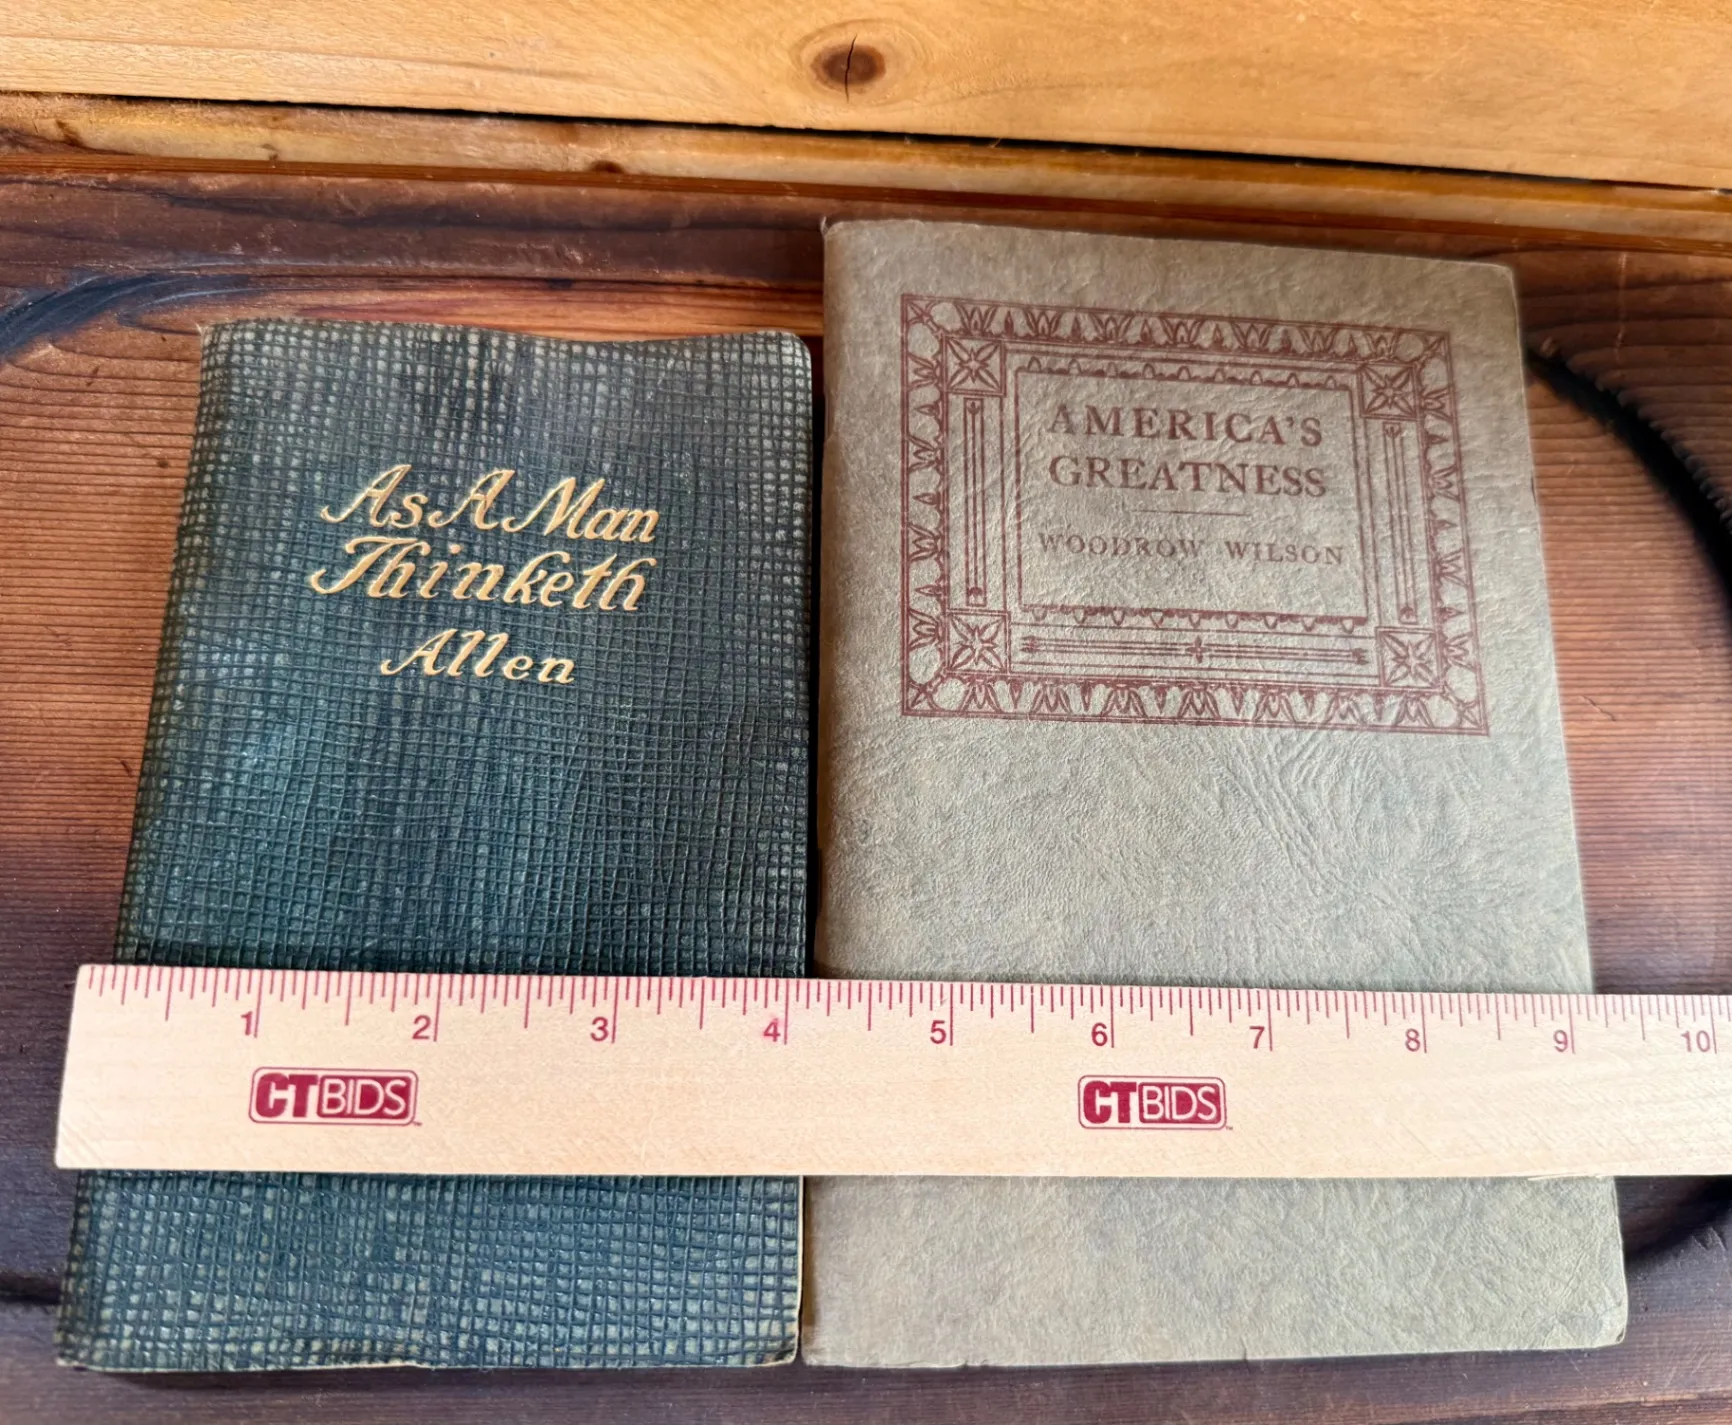 As A Man
Thinketh
Allen
AMERICA'S
GREATNESS
WOODROW WILSON
1 2 3 4 5 6 7 8 9 10
CTBIDS CTBIDS